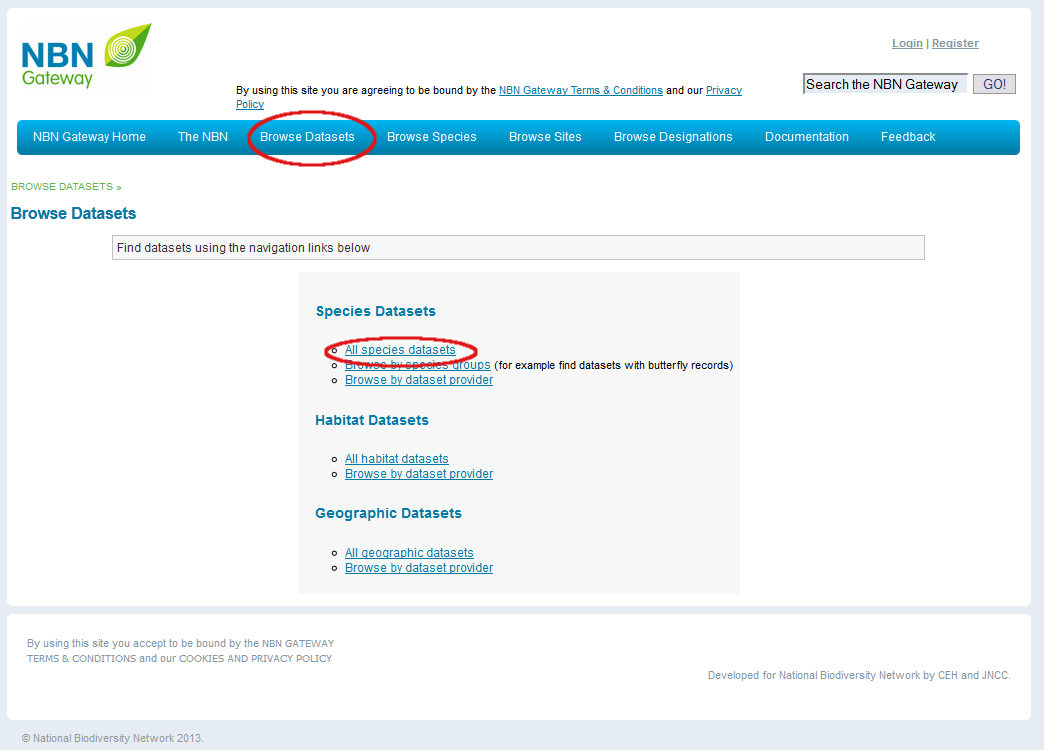 NBN
Gateway
Login | Register
Search the NBN Gateway GO!
By using this site you are agreeing to be bound by the NBN Gateway Terms & Conditions and our Privacy
Policy
NBN Gateway Home The NBN Browse Datasets Browse Species Browse Sites Browse Designations Documentation Feedback
BROWSE DATASETS »
Browse Datasets
Find datasets using the navigation links below
Species Datasets
All species datasets
Browse by species groups (for example find datasets with butterfly records)
Browse by dataset provider
Habitat Datasets
All habitat datasets
Browse by dataset provider
Geographic Datasets
All geographic datasets
Browse by dataset provider
By using this site you accept to be bound by the NBN GATEWAY
TERMS & CONDITIONS and our COOKIES AND PRIVACY POLICY
Developed for National Biodiversity Network by CEH and JNCC.
© National Biodiversity Network 2013.